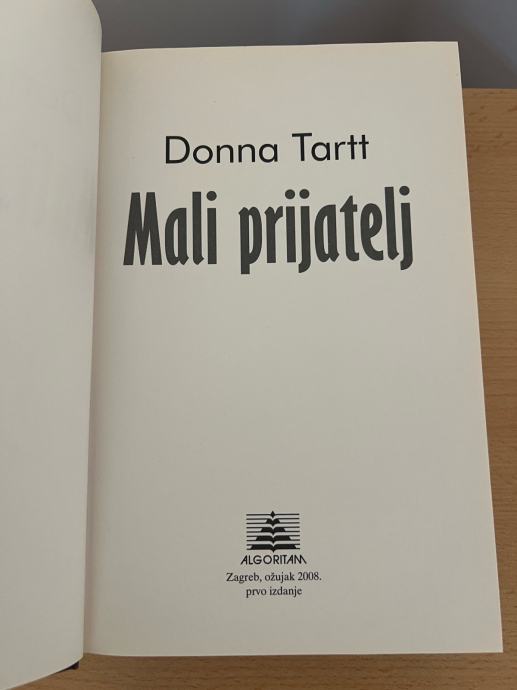 Donna Tartt
Mali prijatelj
ALGORITAM
Zagreb, ožujak 2008.
prvo izdanje